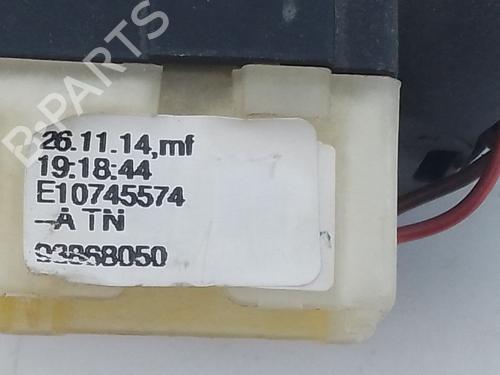 B-PARTS
26.11.14,mf
19:18:44
E10745574
-A TN
93868050